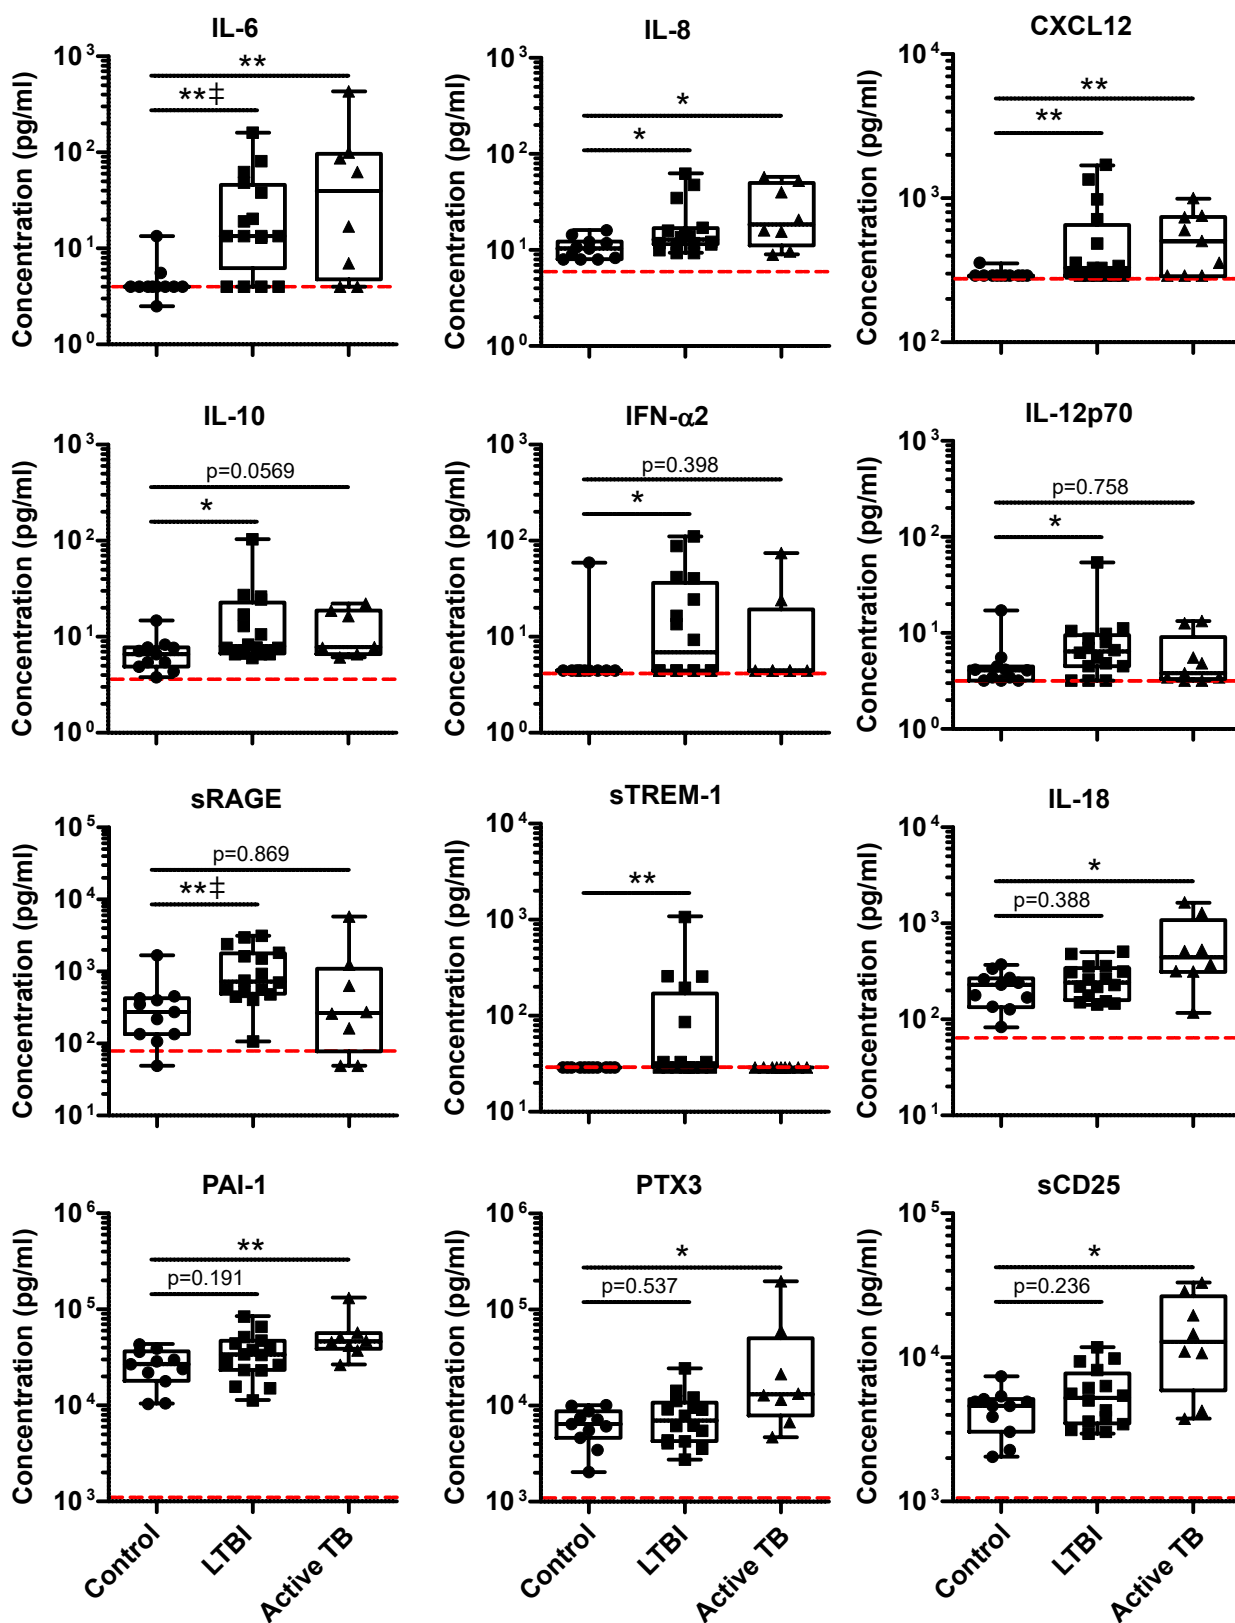 IL-6
Concentration (pg/ml)
10³
10²
10¹
10⁰
**
**‡
IL-8
Concentration (pg/ml)
10³
10²
10¹
10⁰
*
*
CXCL12
Concentration (pg/ml)
10⁴
10³
10²
**
**
IL-10
Concentration (pg/ml)
10³
10²
10¹
10⁰
p=0.0569
*
IFN-α2
Concentration (pg/ml)
10³
10²
10¹
10⁰
p=0.398
*
IL-12p70
Concentration (pg/ml)
10³
10²
10¹
10⁰
p=0.758
*
sRAGE
Concentration (pg/ml)
10⁵
10⁴
10³
10²
10¹
p=0.869
**‡
sTREM-1
Concentration (pg/ml)
10⁴
10³
10²
10¹
**
IL-18
Concentration (pg/ml)
10⁴
10³
10²
10¹
*
p=0.388
PAI-1
Concentration (pg/ml)
10⁶
10⁵
10⁴
10³
**
p=0.191
Control
LTBI
Active TB
PTX3
Concentration (pg/ml)
10⁶
10⁵
10⁴
10³
*
p=0.537
Control
LTBI
Active TB
sCD25
Concentration (pg/ml)
10⁵
10⁴
10³
*
p=0.236
Control
LTBI
Active TB